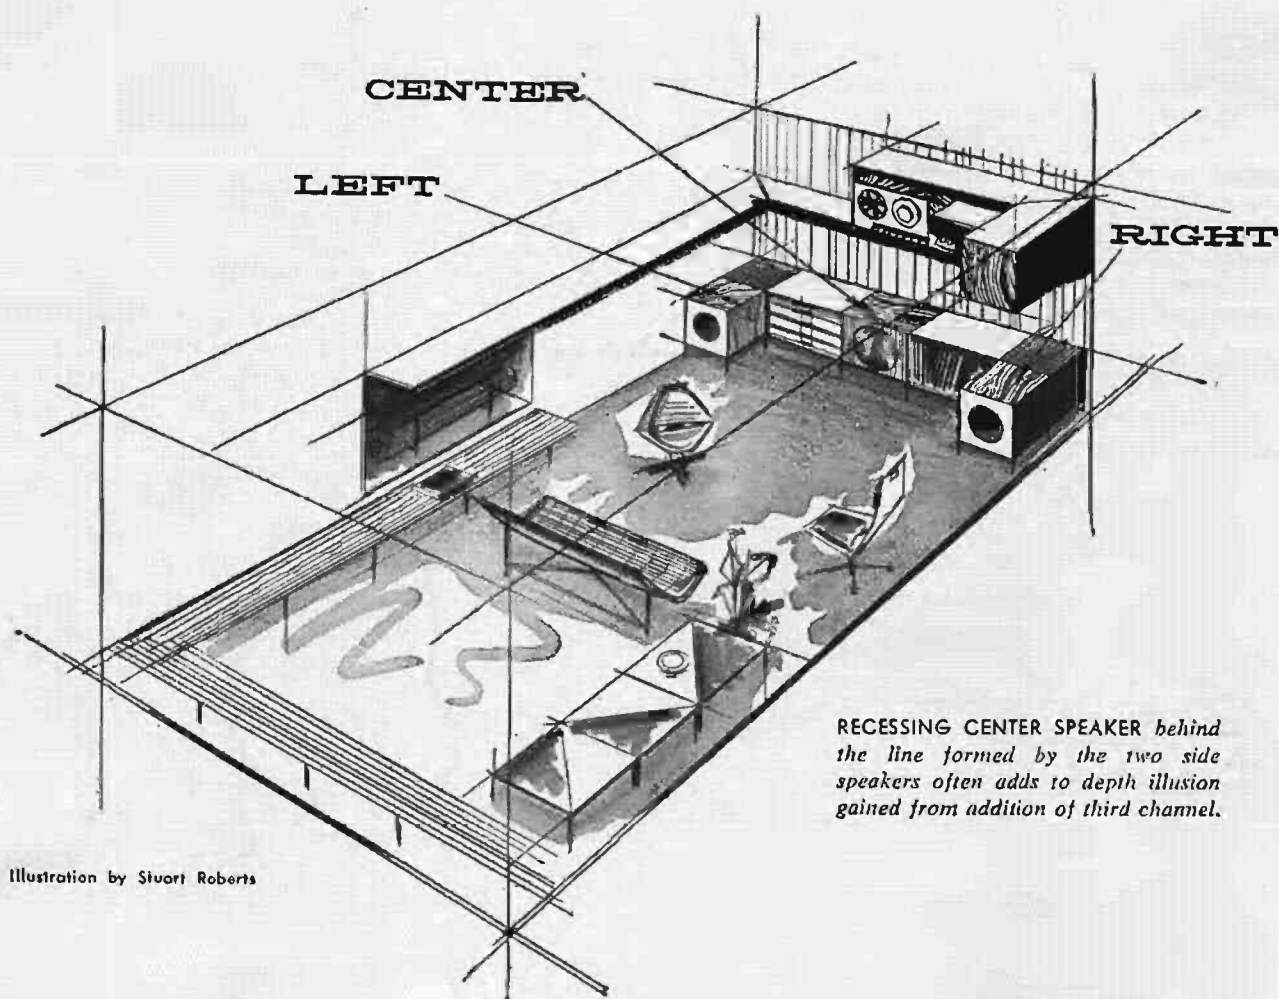 CENTER
LEFT
RIGHT
RECESSING CENTER SPEAKER behind
the line formed by the two side
speakers often adds to depth illusion
gained from addition of third channel.
Illustration by Stuart Roberts